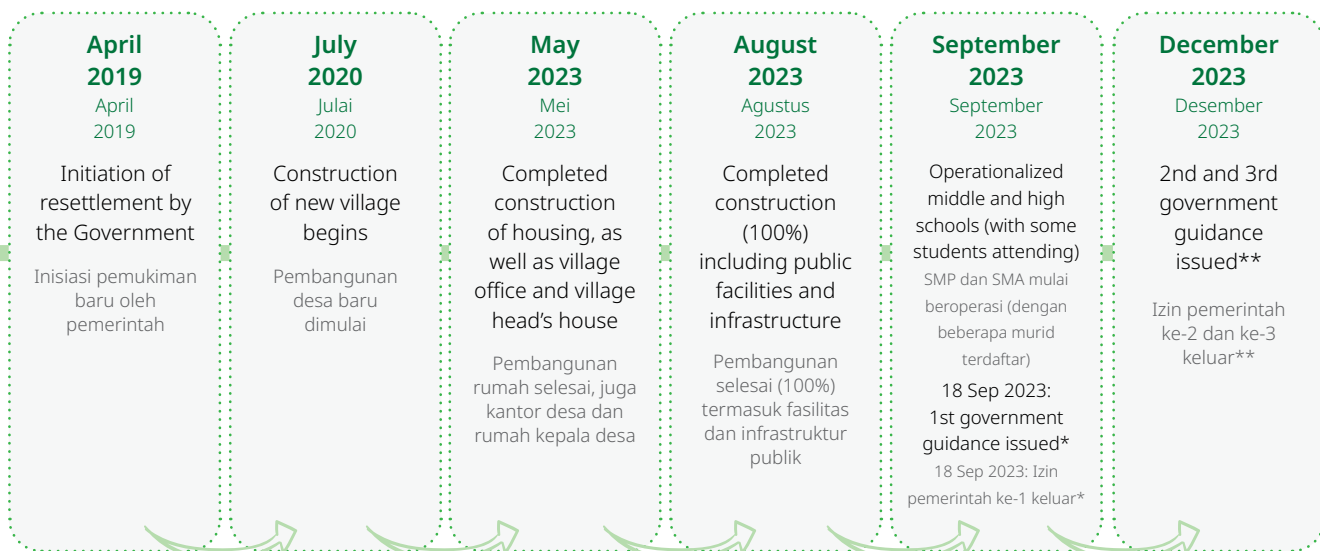 April
2019
April
2019
Initiation of
resettlement by
the Government
Inisiasi pemukiman
baru oleh
pemerintah
July
2020
Julai
2020
Construction
of new village
begins
Pembangunan
desa baru
dimulai
May
2023
Mei
2023
Completed
construction
of housing, as
well as village
office and village
head's house
Pembangunan
rumah selesai, juga
kantor desa dan
rumah kepala desa
August
2023
Agustus
2023
Completed
construction
(100%)
including public
facilities and
infrastructure
Pembangunan
selesai (100%)
termasuk fasilitas
dan infrastruktur
publik
September
2023
September
2023
Operationalized
middle and high
schools (with some
students attending)
SMP dan SMA mulai
beroperasi (dengan
beberapa murid
terdaftar)
18 Sep 2023:
1st government
guidance issued*
18 Sep 2023: Izin
pemerintah ke-1 keluar*
December
2023
Desember
2023
2nd and 3rd
government
guidance
issued**
Izin pemerintah
ke-2 dan ke-3
keluar**